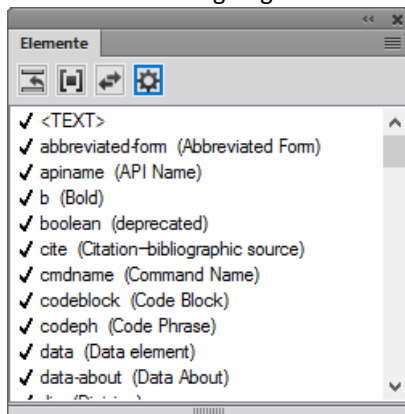 Elemente
<TEXT>
abbreviated-form (Abbreviated Form)
apiname (API Name)
b (Bold)
boolean (deprecated)
cite (Citation—bibliographic source)
cmdname (Command Name)
codeblock (Code Block)
codeph (Code Phrase)
data (Data element)
data-about (Data About)